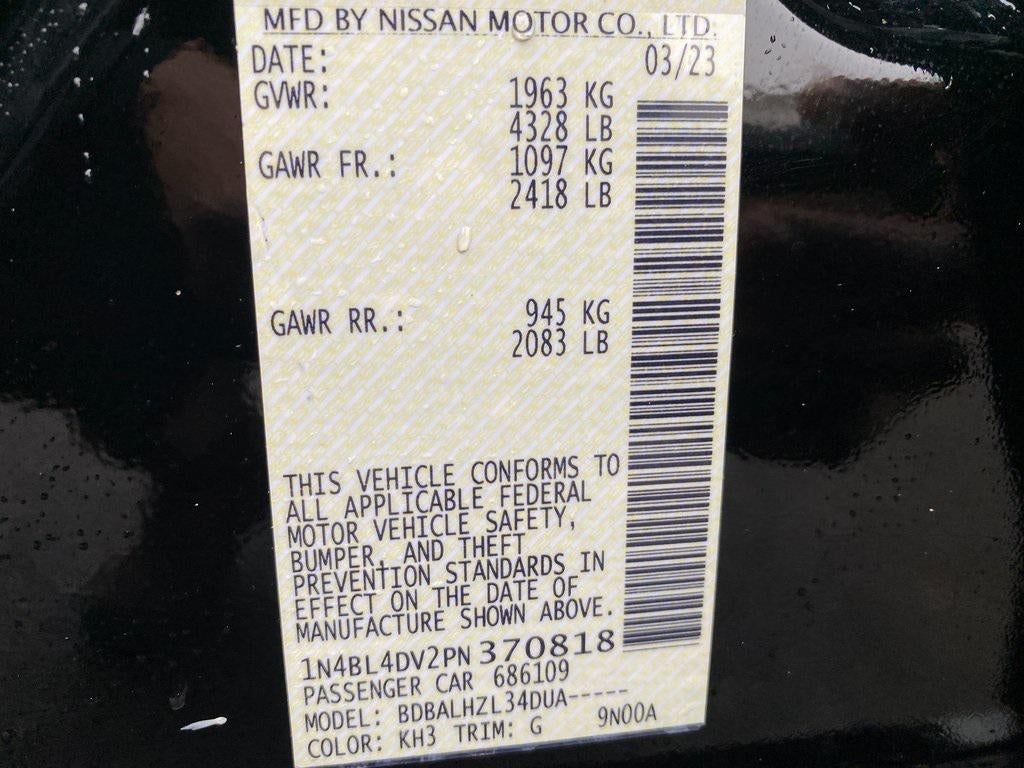 MFD BY NISSAN MOTOR CO., LTD.
DATE: 03/23
GVWR: 1963 KG
4328 LB
GAWR FR.: 1097 KG
2418 LB
GAWR RR.: 945 KG
2083 LB
THIS VEHICLE CONFORMS TO
ALL APPLICABLE FEDERAL
MOTOR VEHICLE SAFETY,
BUMPER, AND THEFT
PREVENTION STANDARDS IN
EFFECT ON THE DATE OF
MANUFACTURE SHOWN ABOVE.
1N4BL4DV2PN 370818
PASSENGER CAR 686109
MODEL: BDBALHZL34DUA-----
COLOR: KH3 TRIM: G 9N00A